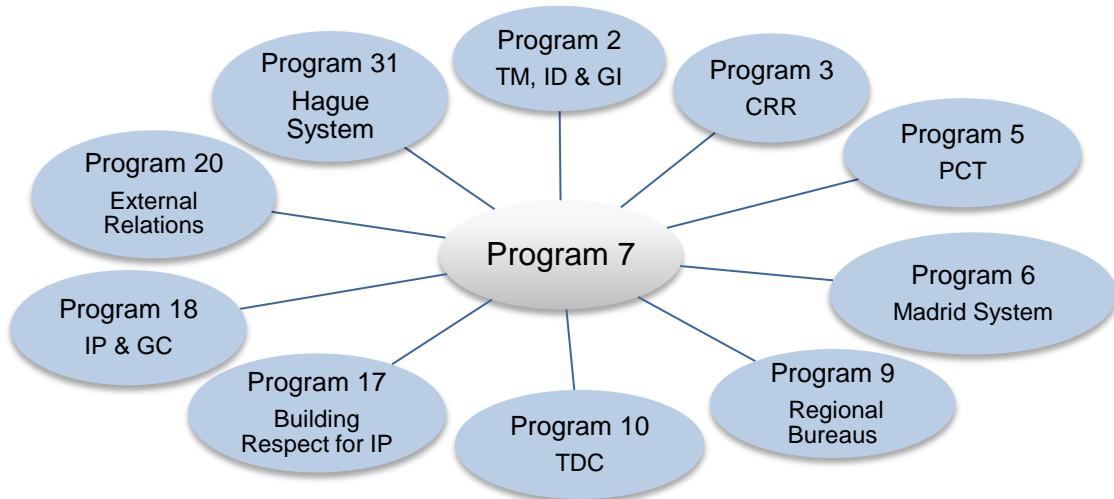 Program 2
TM, ID & GI
Program 3
CRR
Program 5
PCT
Program 6
Madrid System
Program 9
Regional
Bureaus
Program 10
TDC
Program 17
Building
Respect for IP
Program 18
IP & GC
Program 20
External
Relations
Program 31
Hague
System
Program 7